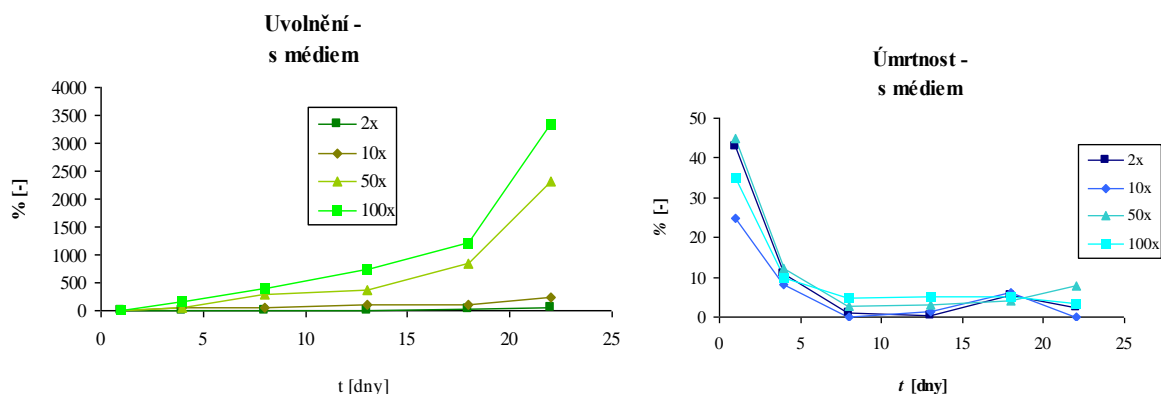 Uvolnění -
s médiem
4000
3500
3000
2500
2000
1500
1000
500
0
% [-]
0 5 10 15 20 25
t [dny]
2x
10x
50x
100x
Úmrtnost -
s médiem
50
40
30
20
10
0
% [-]
0 5 10 15 20 25
t [dny]
2x
10x
50x
100x